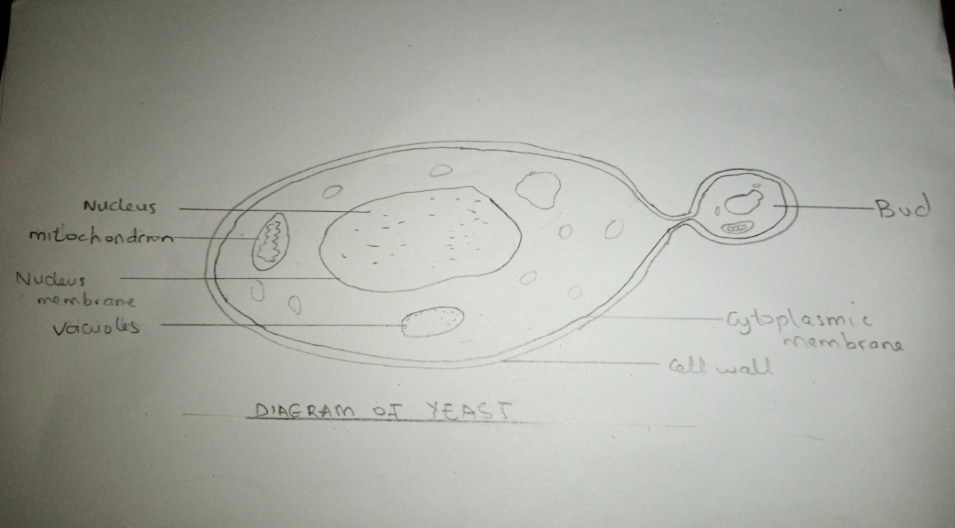 Nucleus
mitochondrion
Nucleus
membrane
Vacuoles
Bud
Cytoplasmic
membrane
Cell wall
DIAGRAM OF YEAST